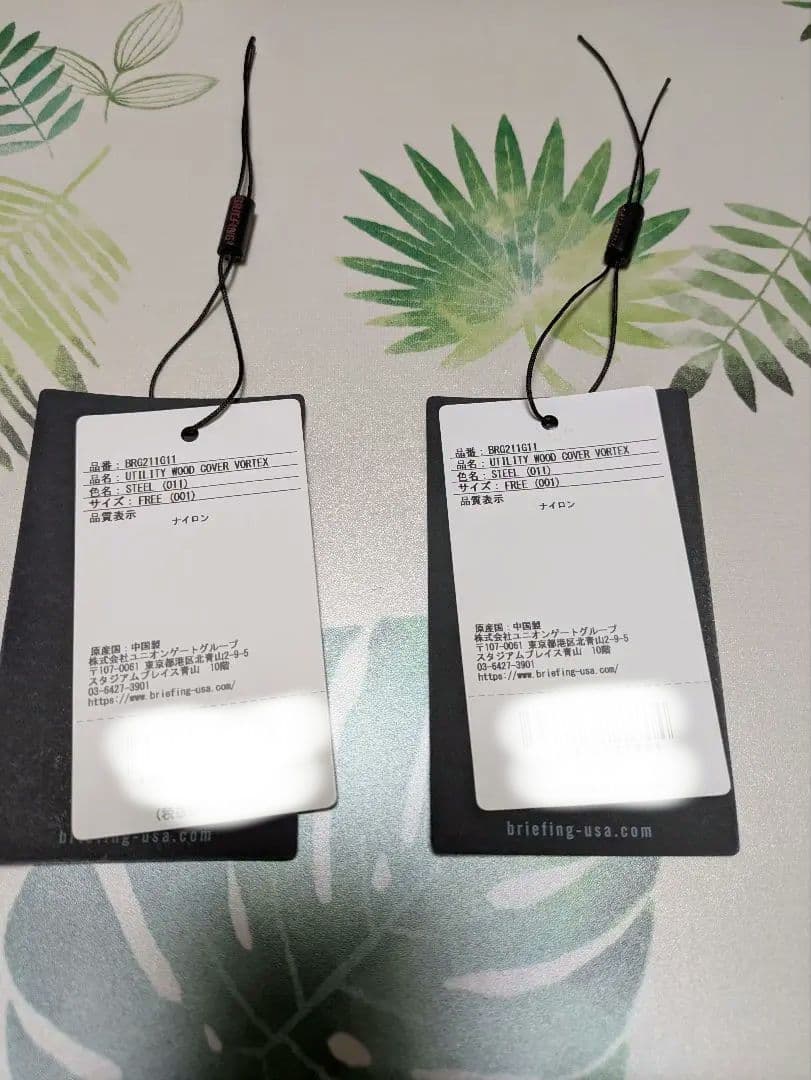 BRIEFING
品番 : BRG211G11
品名 : UTILITY WOOD COVER VORTEX
色名 : STEEL (011)
サイズ : FREE (001)
品質表示
ナイロン
原産国 : 中国製
株式会社ユニオンゲートグループ
〒107-0061 東京都港区北青山2-9-5
スタジアムプレイス青山 10階
03-6427-3901
https://www.briefing-usa.com/
briefing-usa.com
品番 : BRG211G11
品名 : UTILITY WOOD COVER VORTEX
色名 : STEEL (011)
サイズ : FREE (001)
品質表示
ナイロン
原産国 : 中国製
株式会社ユニオンゲートグループ
〒107-0061 東京都港区北青山2-9-5
スタジアムプレイス青山 10階
03-6427-3901
https://www.briefing-usa.com/
briefing-usa.com